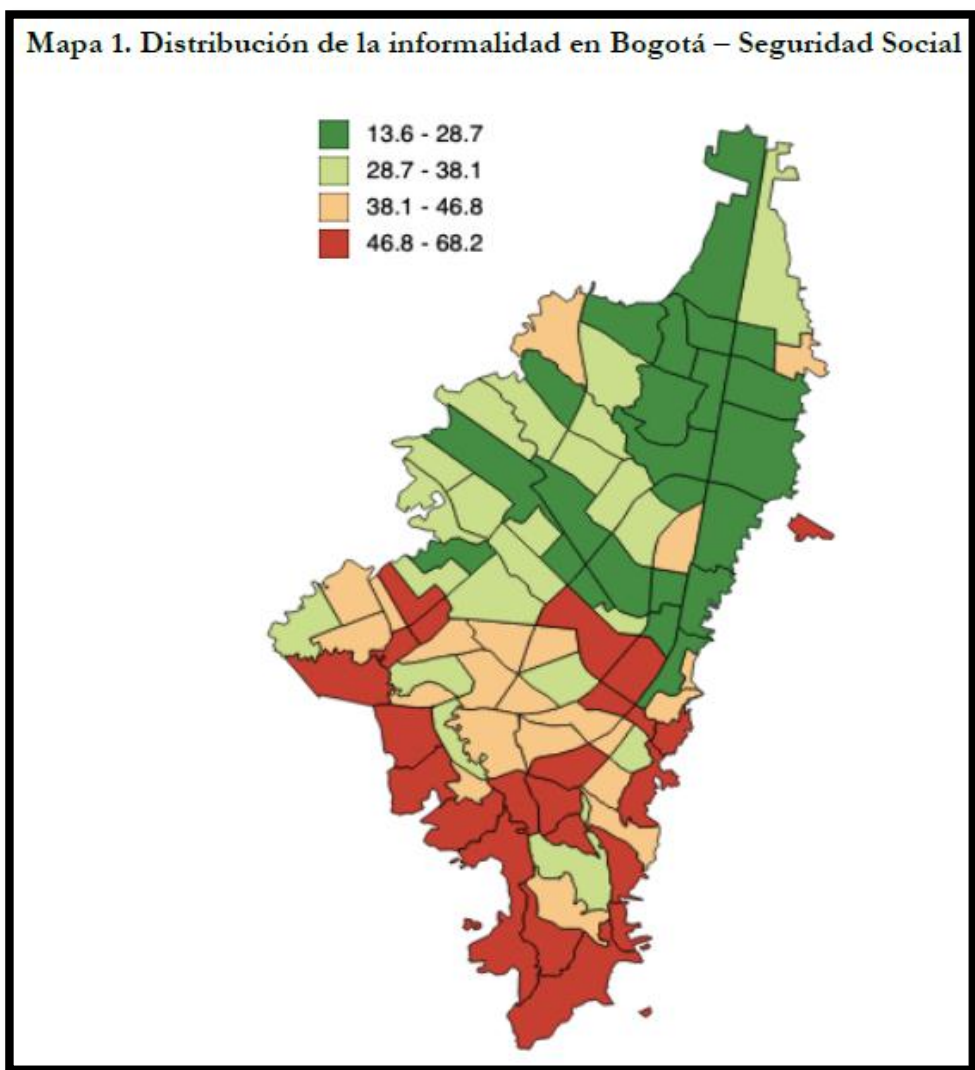 Mapa 1. Distribución de la informalidad en Bogotá – Seguridad Social
13.6 - 28.7
28.7 - 38.1
38.1 - 46.8
46.8 - 68.2